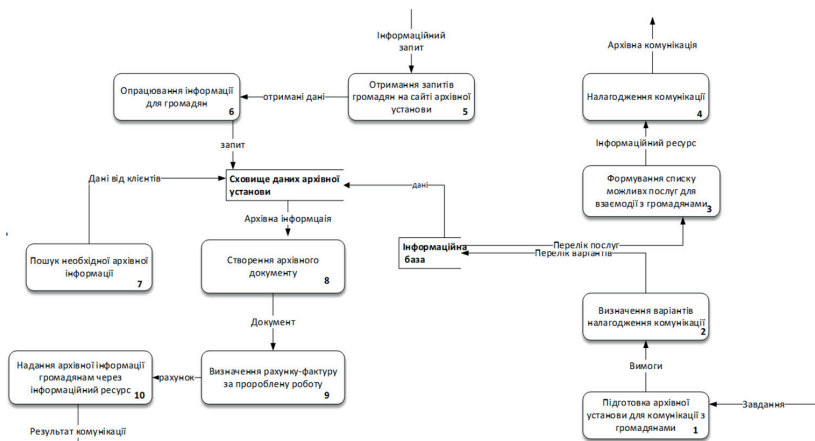 Інформаційний
запит
Архівна комунікація
Опрацювання інформації
для громадян
6
отримані дані
Отримання запитів
громадян на сайті архівної
установи
5
Налагодження комунікації
4
запит
Інформаційний ресурс
Дані від клієнтів
Сховище даних архівної
установи
дані
Формування списку
можливх послуг для
взаємодії з громадянами
3
Архівна інформцаія
Пошук необхідної архівної
інформації
7
Створення архівного
документу
8
Інформаційна
база
Перелік послуг
Перелік варіантів
Визначення варіантів
налагодження комунікації
2
Документ
Надання архівної інформації
громадянам через
інформаційний ресурс
10
рахунок
Визначення рахунку-фактуру
за пророблену роботу
9
Вимоги
Підготовка архівної
установи для комунікації з
громадянами
1
Завдання
Результат комунікації